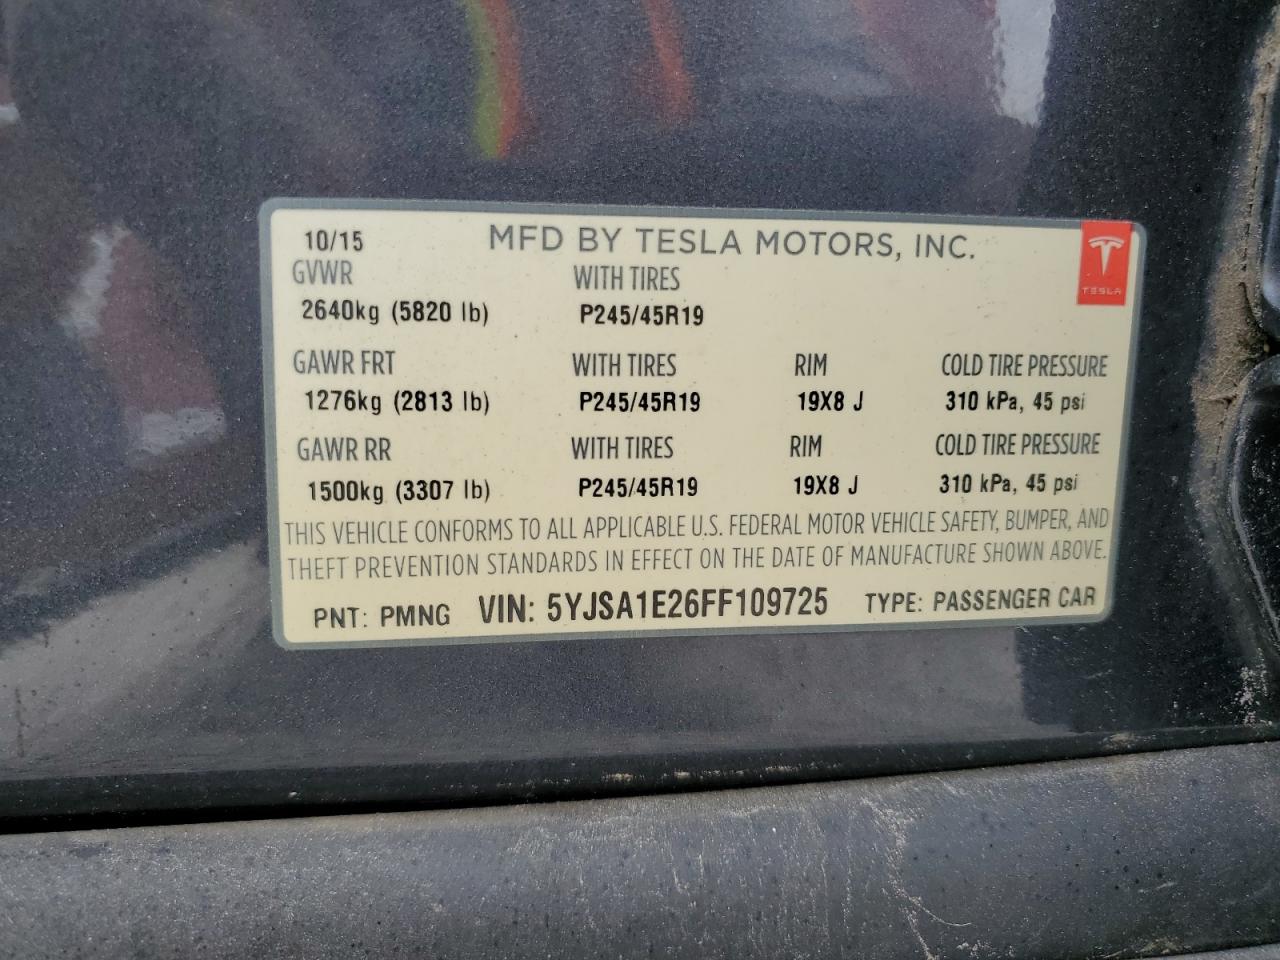 10/15 MFD BY TESLA MOTORS, INC.
TESLA
GVWR WITH TIRES
2640kg (5820 lb) P245/45R19
GAWR FRT WITH TIRES RIM COLD TIRE PRESSURE
1276kg (2813 lb) P245/45R19 19X8 J 310 kPa, 45 psi
GAWR RR WITH TIRES RIM COLD TIRE PRESSURE
1500kg (3307 lb) P245/45R19 19X8 J 310 kPa, 45 psi
THIS VEHICLE CONFORMS TO ALL APPLICABLE U.S. FEDERAL MOTOR VEHICLE SAFETY, BUMPER, AND
THEFT PREVENTION STANDARDS IN EFFECT ON THE DATE OF MANUFACTURE SHOWN ABOVE.
PNT: PMNG VIN: 5YJSA1E26FF109725 TYPE: PASSENGER CAR